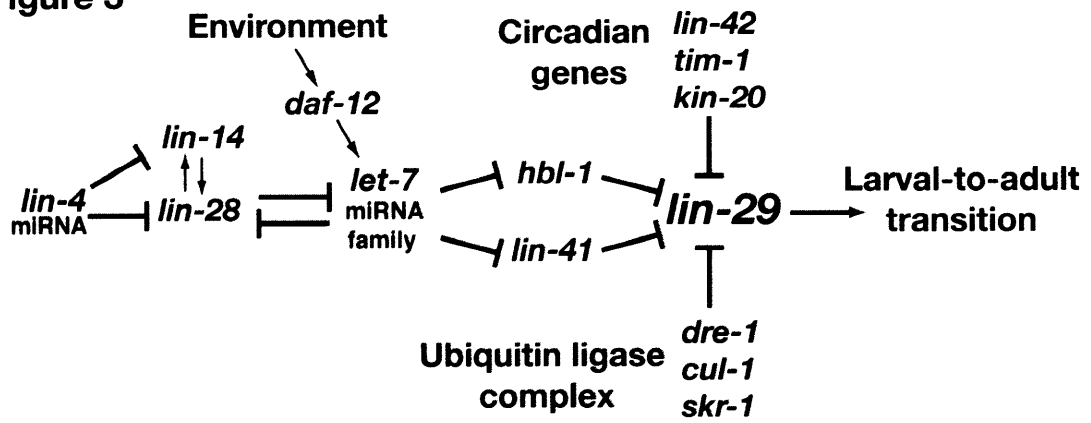 Environment
daf-12
lin-14
lin-4
miRNA
lin-28
let-7
miRNA
family
hbl-1
lin-41
Circadian
genes
lin-42
tim-1
kin-20
lin-29
Larval-to-adult
transition
Ubiquitin ligase
complex
dre-1
cul-1
skr-1